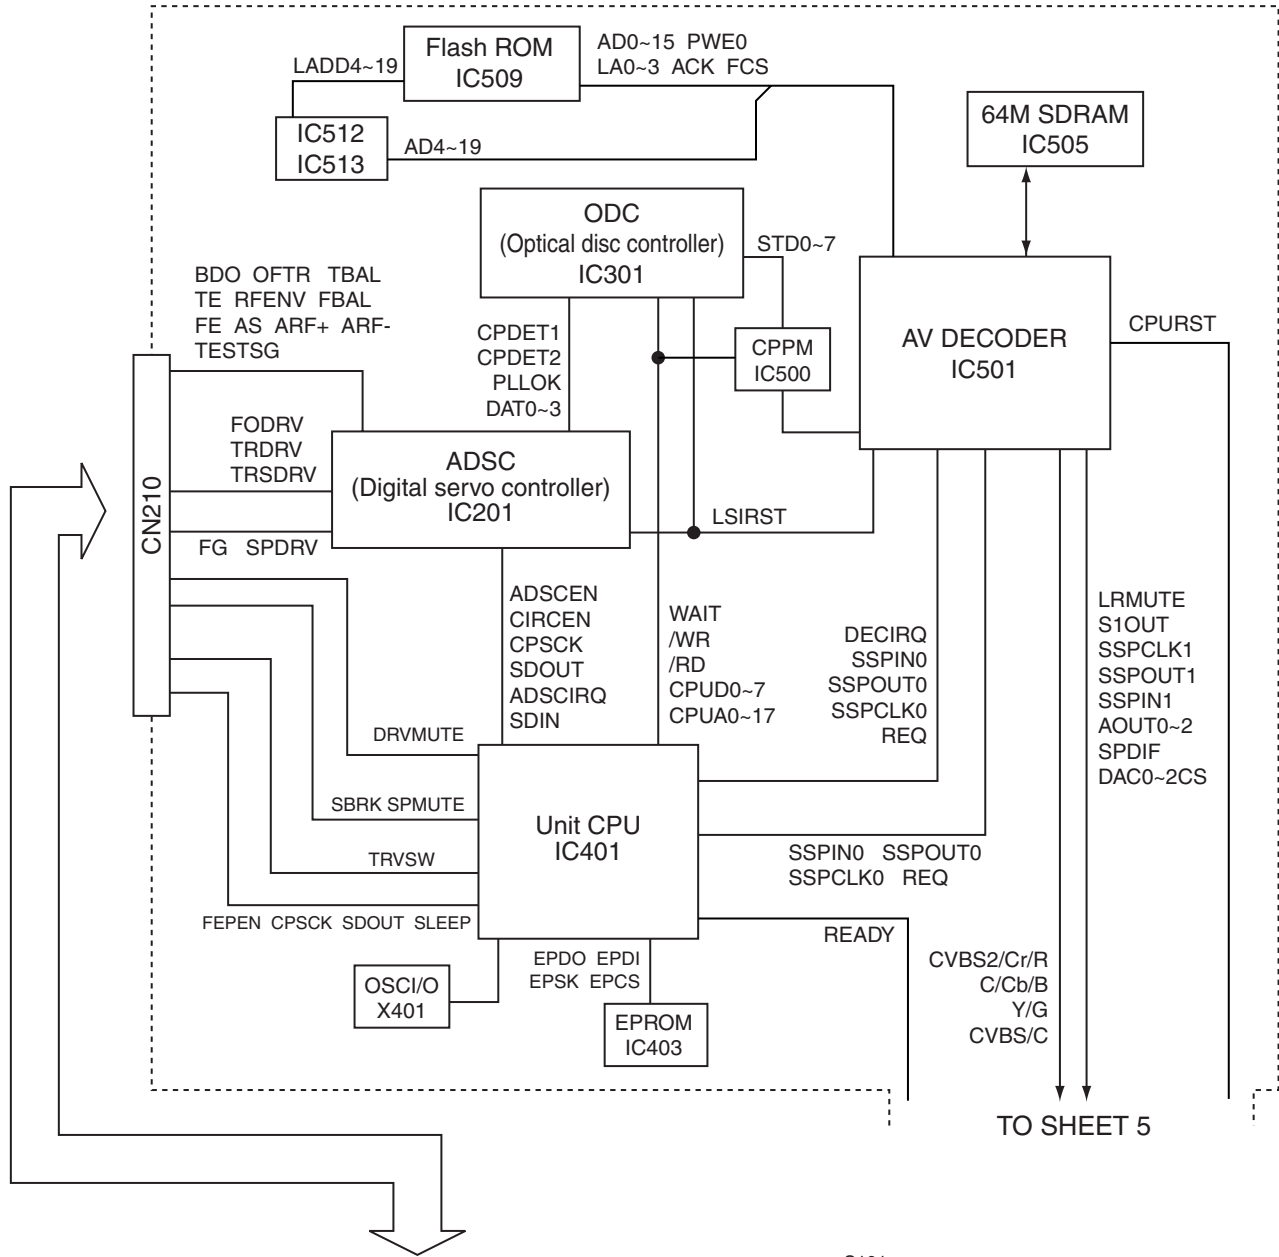 Flash ROM
IC509
AD0~15 PWE0
LA0~3 ACK FCS
LADD4~19
IC512
IC513
AD4~19
64M SDRAM
IC505
ODC
(Optical disc controller)
IC301
STD0~7
BDO OFTR TBAL
TE RFENV FBAL
FE AS ARF+ ARF-
TESTSG
CPDET1
CPDET2
PLLOK
DAT0~3
CPPM
IC500
AV DECODER
IC501
CPURST
FODRV
TRDRV
TRSDRV
ADSC
(Digital servo controller)
IC201
CN210
LSIRST
FG SPDRV
ADSCEN
CIRCEN
CPSCK
SDOUT
ADSCIRQ
SDIN
WAIT
/WR
/RD
CPUD0~7
CPUA0~17
DECIRQ
SSPIN0
SSPOUT0
SSPCLK0
REQ
LRMUTE
S1OUT
SSPCLK1
SSPOUT1
SSPIN1
AOUT0~2
SPDIF
DAC0~2CS
DRVMUTE
SBRK SPMUTE
TRVSW
FEPEN CPSCK SDOUT SLEEP
Unit CPU
IC401
SSPIN0 SSPOUT0
SSPCLK0 REQ
READY
OSCI/O
X401
EPDO EPDI
EPSK EPCS
EPROM
IC403
CVBS2/Cr/R
C/Cb/B
Y/G
CVBS/C
TO SHEET 5